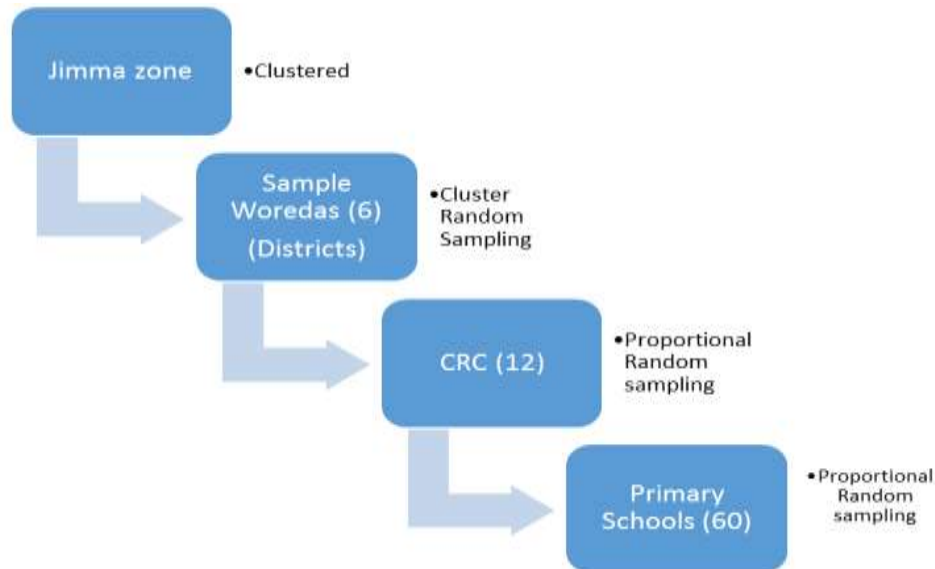 Jimma zone
•Clustered
Sample
Woredas (6)
(Districts)
•Cluster
Random
Sampling
CRC (12)
•Proportional
Random
sampling
Primary
Schools (60)
•Proportional
Random
sampling